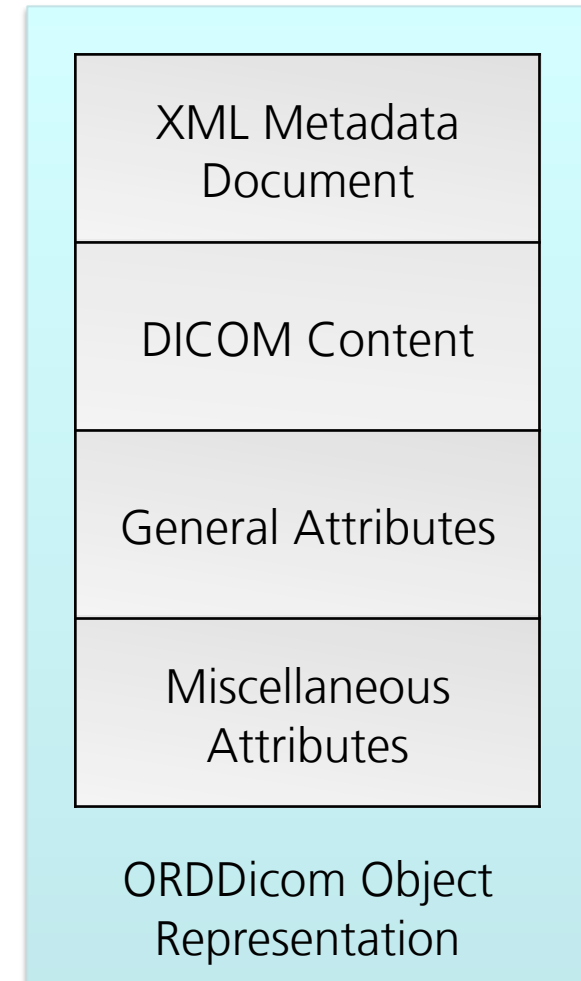 XML Metadata
Document
DICOM Content
General Attributes
Miscellaneous
Attributes
ORDDicom Object
Representation